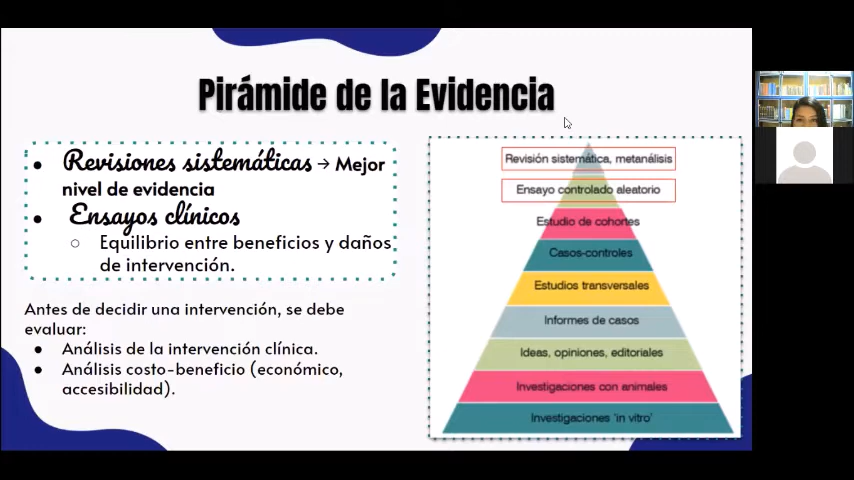 Pirámide de la Evidencia
Revisiones sistemáticas → Mejor
nivel de evidencia
Ensayos clínicos
Equilibrio entre beneficios y daños
de intervención.
Antes de decidir una intervención, se debe
evaluar:
Análisis de la intervención clínica.
Análisis costo-beneficio (económico,
accesibilidad).
Revisión sistemática, metanálisis
Ensayo controlado aleatorio
Estudio de cohortes
Casos-controles
Estudios transversales
Informes de casos
Ideas, opiniones, editoriales
Investigaciones con animales
Investigaciones 'in vitro'